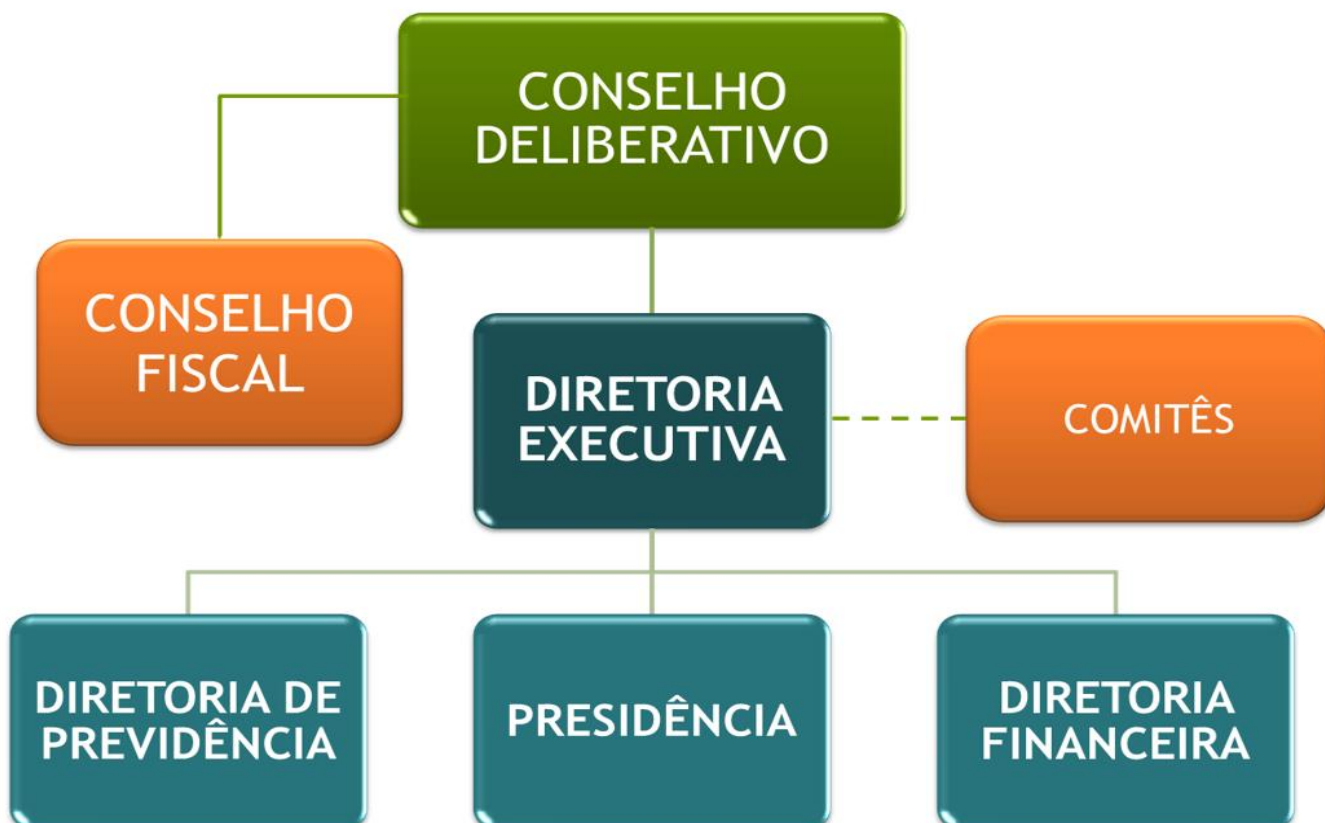 CONSELHO
DELIBERATIVO
CONSELHO
FISCAL
DIRETORIA
EXECUTIVA
COMITÊS
DIRETORIA DE
PREVIDÊNCIA
PRESIDÊNCIA
DIRETORIA
FINANCEIRA